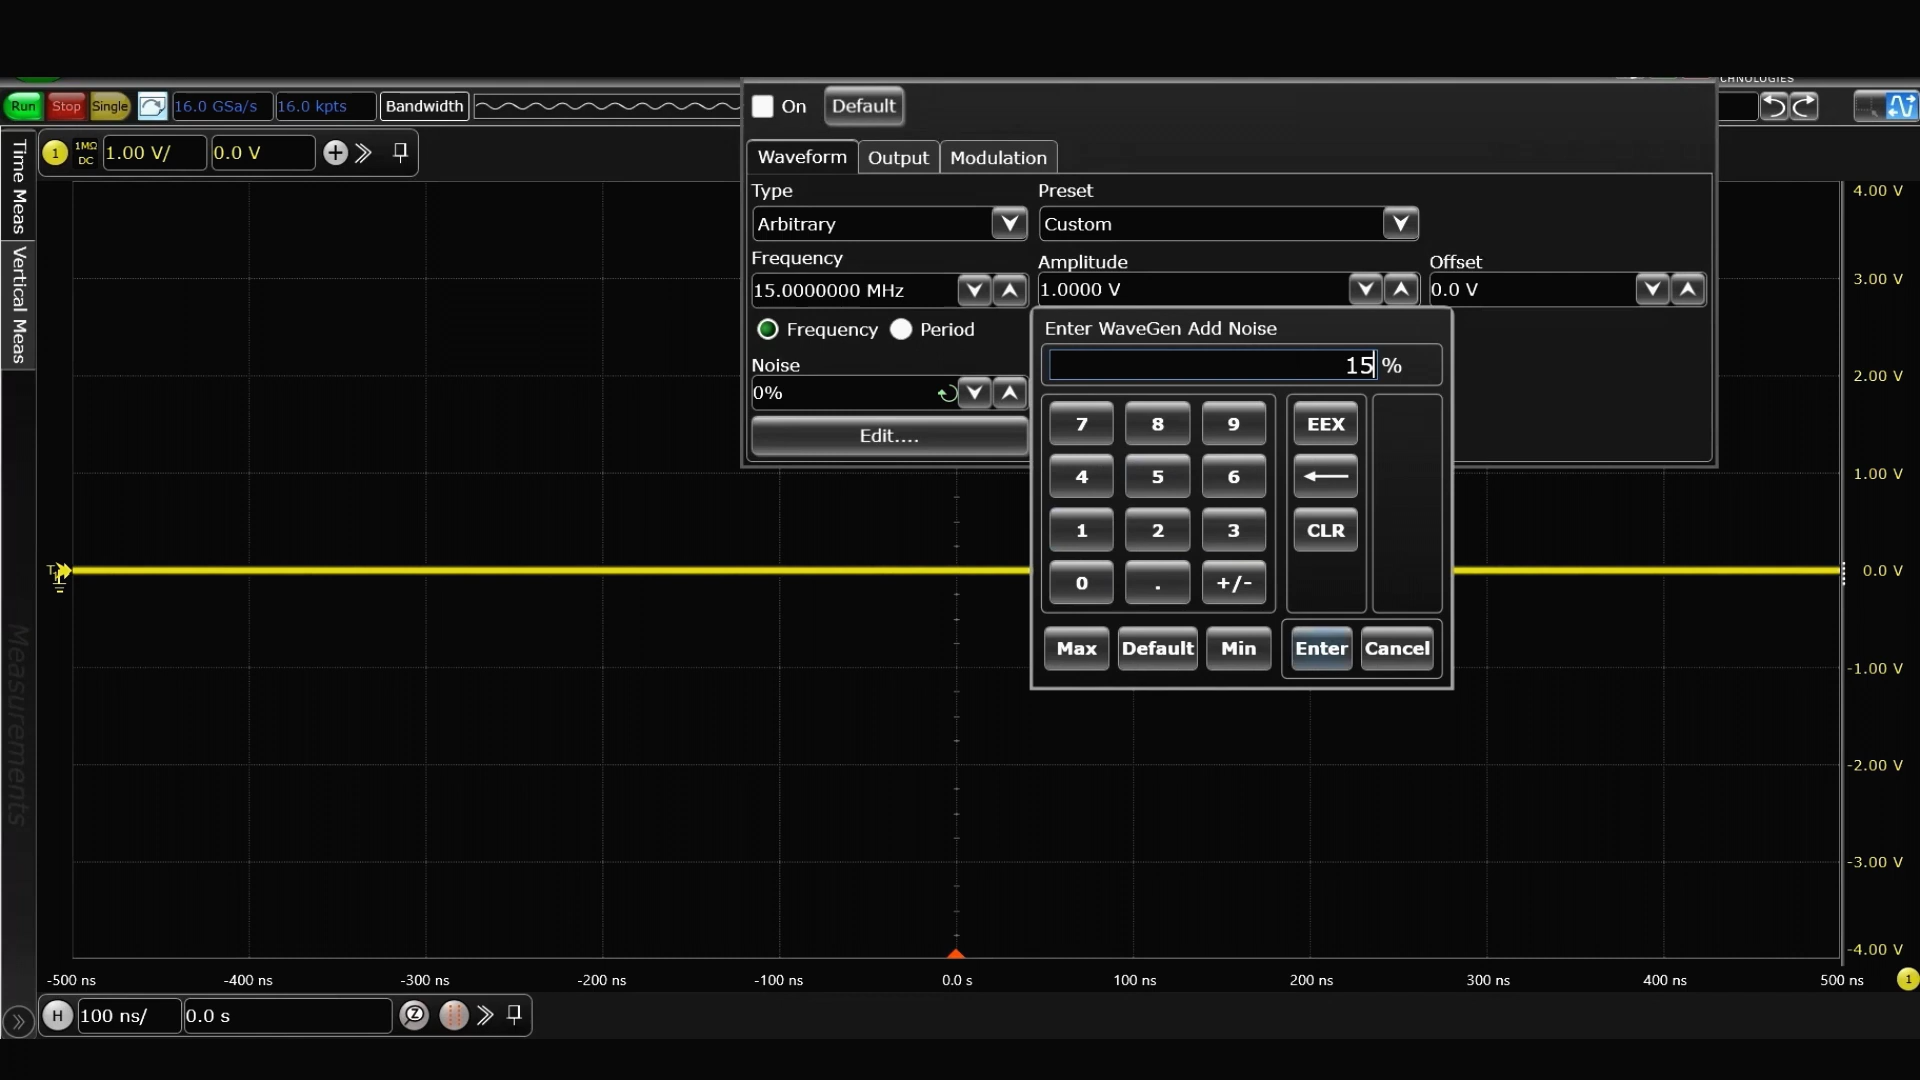 CHNOLOGIES
Run Stop Single 16.0 GSa/s 16.0 kpts Bandwidth
On Default
1 1MΩ DC 1.00 V/ 0.0 V
Time Meas
Vertical Meas
Measurements
Waveform Output Modulation
Type Preset
Arbitrary Custom
Frequency Amplitude Offset
15.0000000 MHz 1.0000 V 0.0 V
Frequency Period
Noise
0%
Edit....
Enter WaveGen Add Noise
15 %
7 8 9 EEX
4 5 6
1 2 3 CLR
0 . +/-
Max Default Min Enter Cancel
4.00 V
3.00 V
2.00 V
1.00 V
T 0.0 V
-1.00 V
-2.00 V
-3.00 V
-4.00 V
-500 ns -400 ns -300 ns -200 ns -100 ns 0.0 s 100 ns 200 ns 300 ns 400 ns 500 ns 1
H 100 ns/ 0.0 s Z